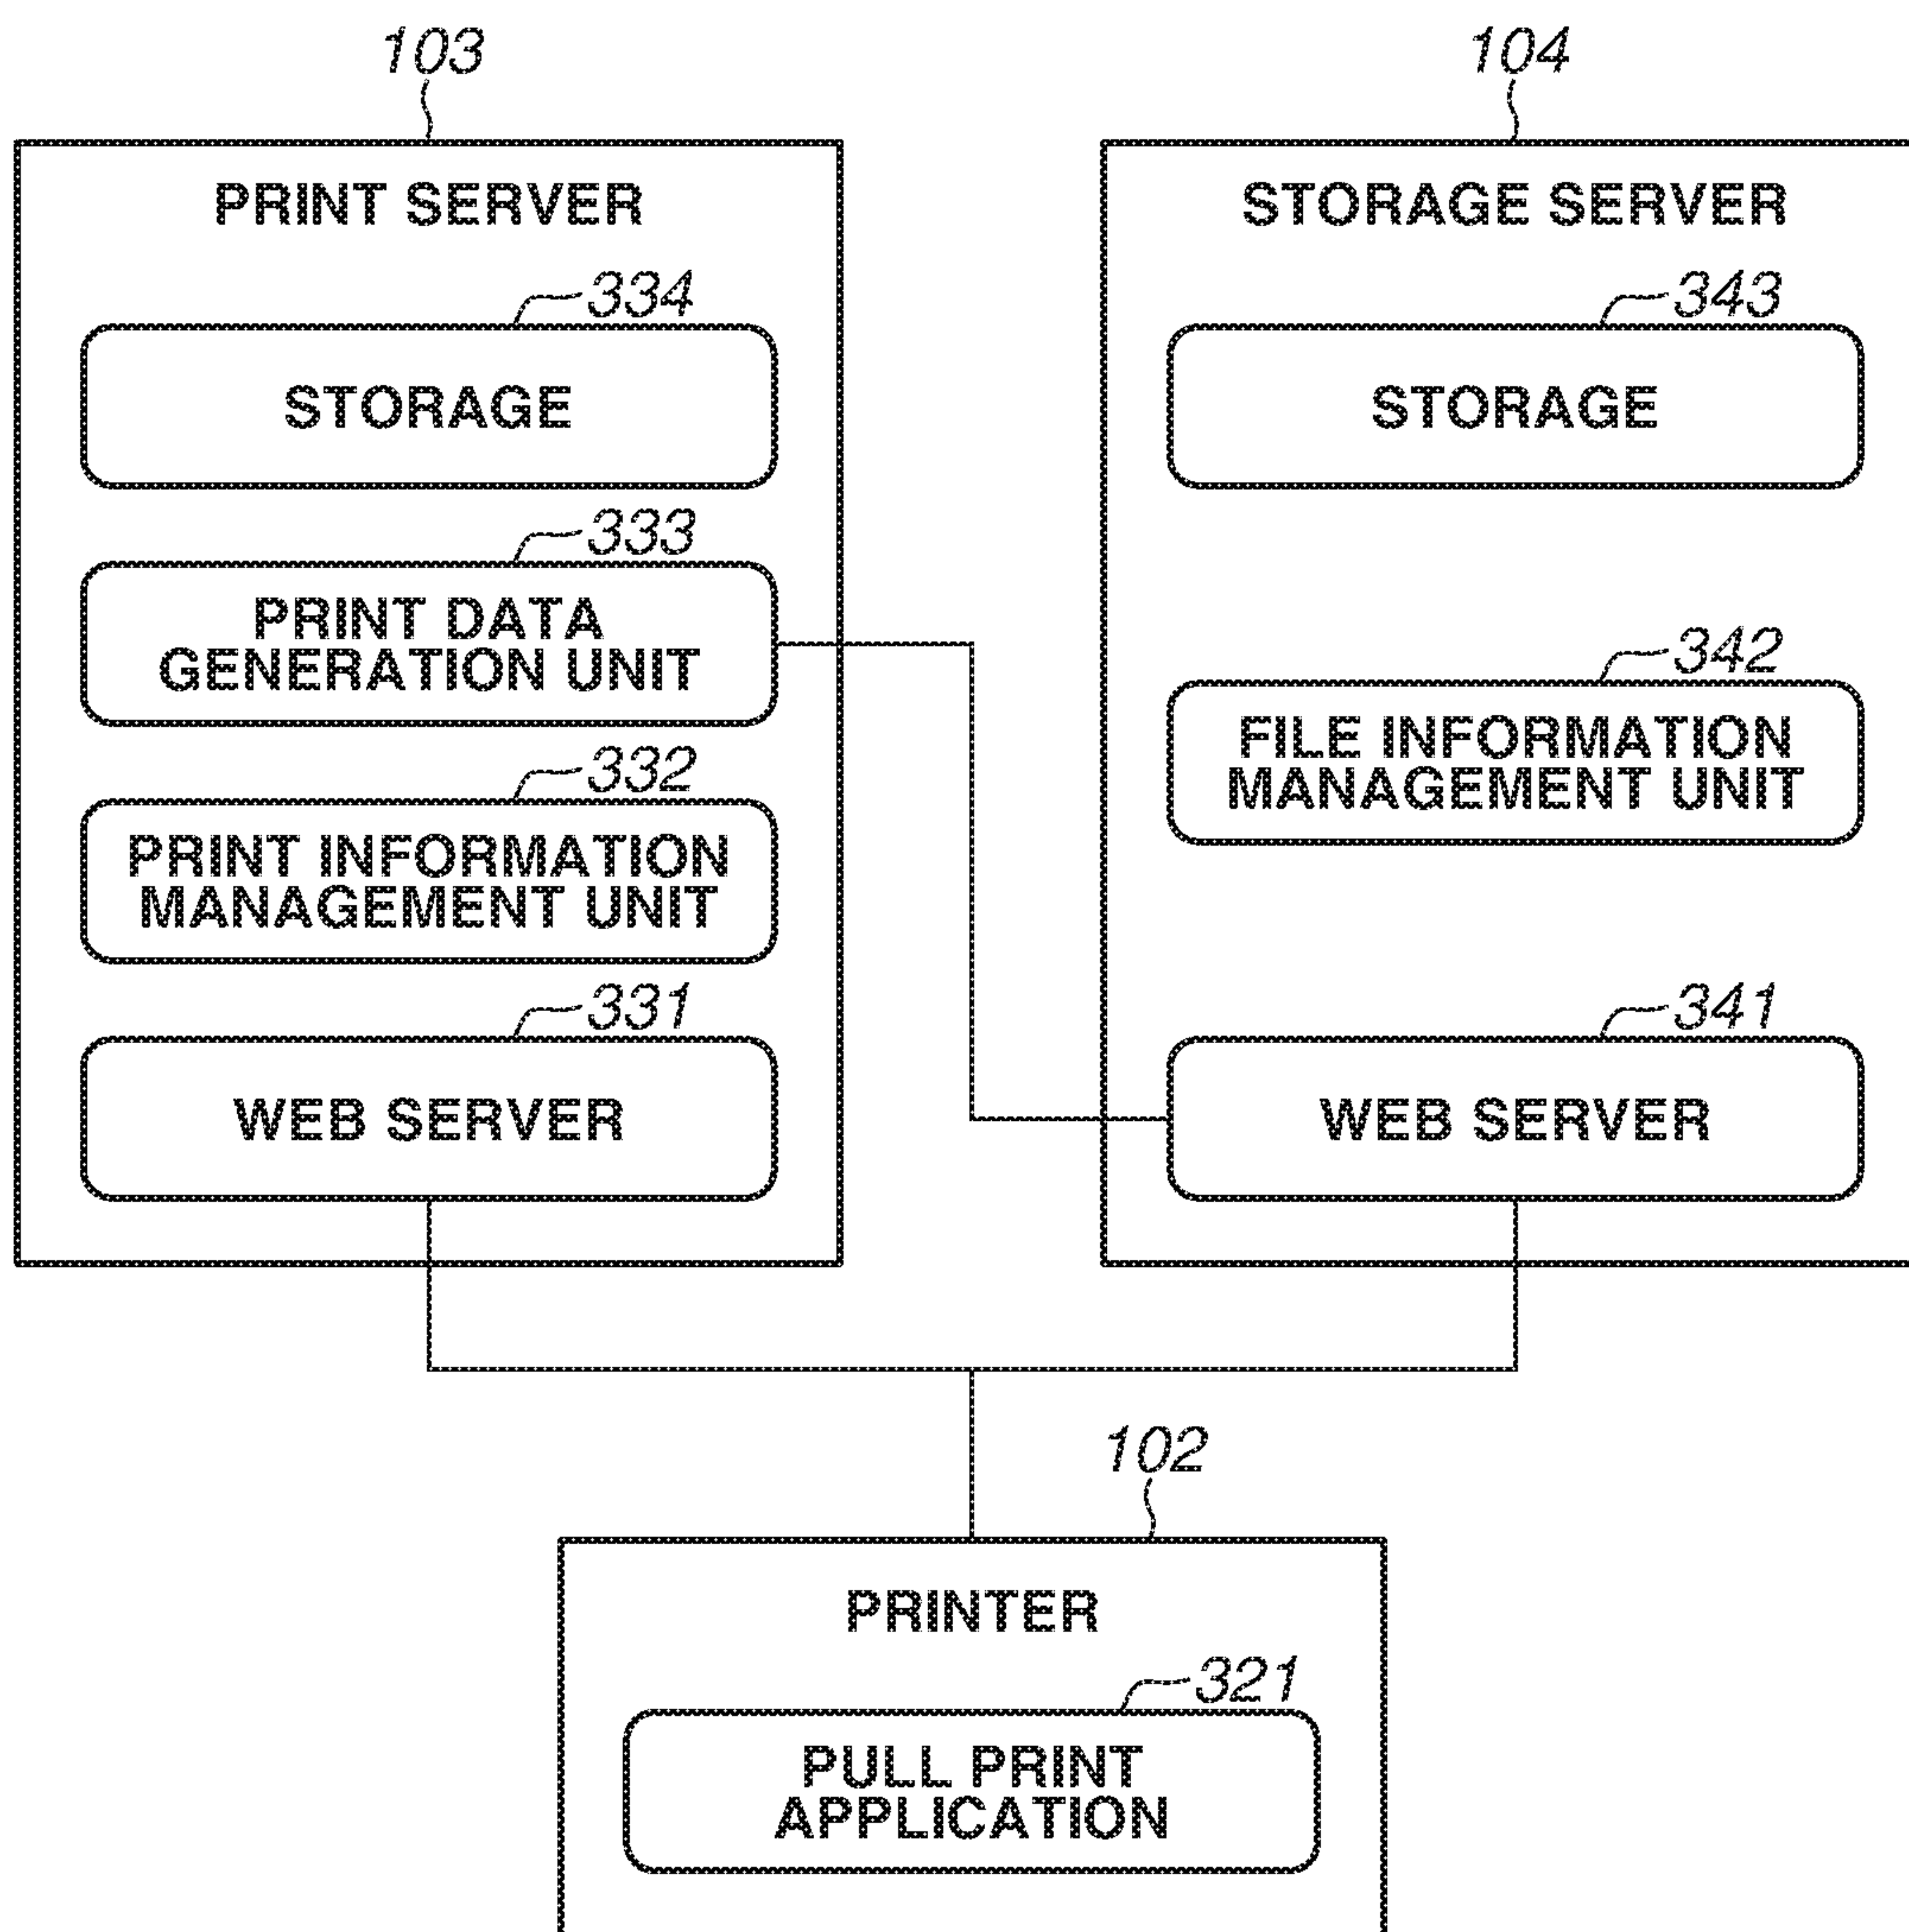 103
PRINT SERVER
334
STORAGE
333
PRINT DATA
GENERATION UNIT
332
PRINT INFORMATION
MANAGEMENT UNIT
331
WEB SERVER
104
STORAGE SERVER
343
STORAGE
342
FILE INFORMATION
MANAGEMENT UNIT
341
WEB SERVER
102
PRINTER
321
PULL PRINT
APPLICATION